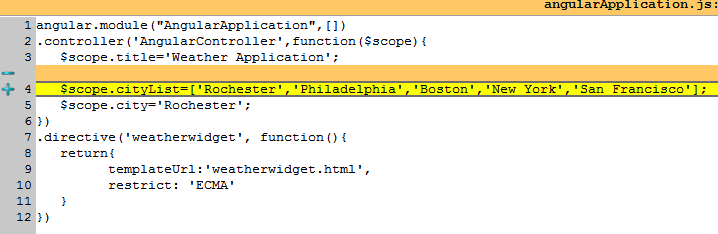 angularApplication.js:
1 angular.module("AngularApplication",[])
2 .controller('AngularController',function($scope){
3 $scope.title='Weather Application';
4 $scope.cityList=['Rochester','Philadelphia','Boston','New York','San Francisco'];
5 $scope.city='Rochester';
6 })
7 .directive('weatherwidget', function(){
8 return{
9 templateUrl:'weatherwidget.html',
10 restrict: 'ECMA'
11 }
12 })